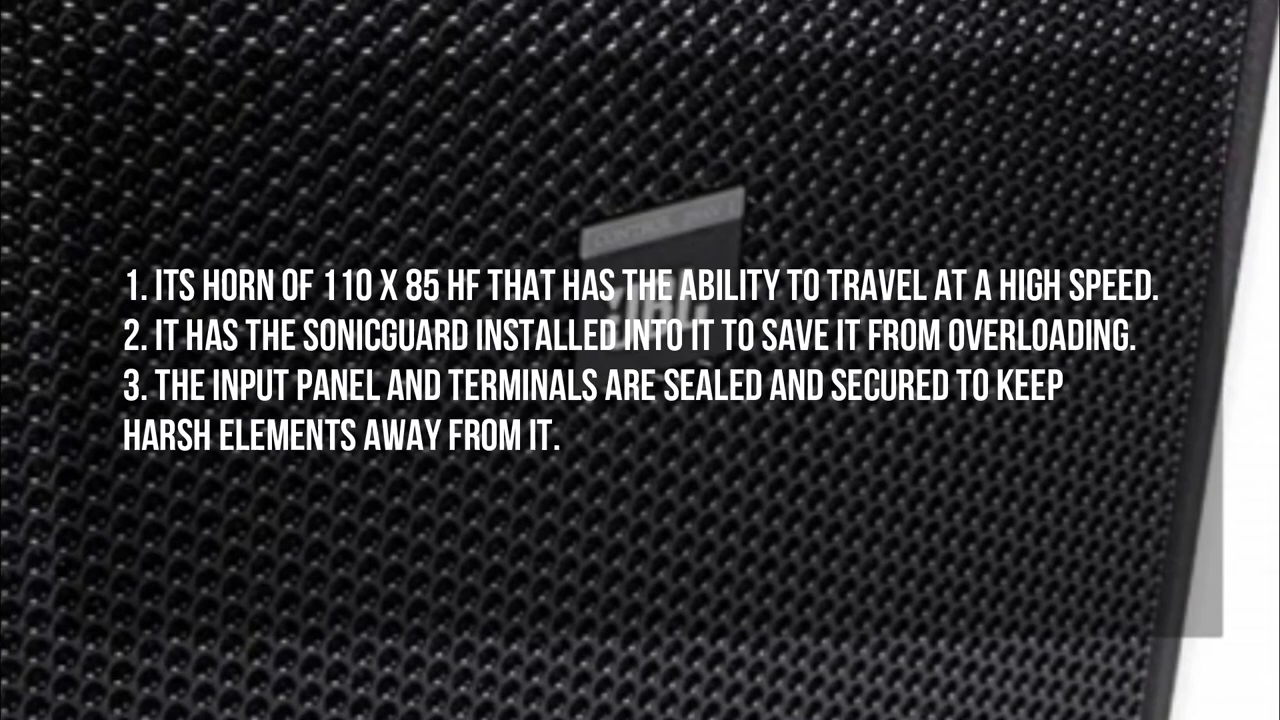 1. ITS HORN OF 110 X 85 HF THAT HAS THE ABILITY TO TRAVEL AT A HIGH SPEED.
2. IT HAS THE SONICGUARD INSTALLED INTO IT TO SAVE IT FROM OVERLOADING.
3. THE INPUT PANEL AND TERMINALS ARE SEALED AND SECURED TO KEEP
HARSH ELEMENTS AWAY FROM IT.